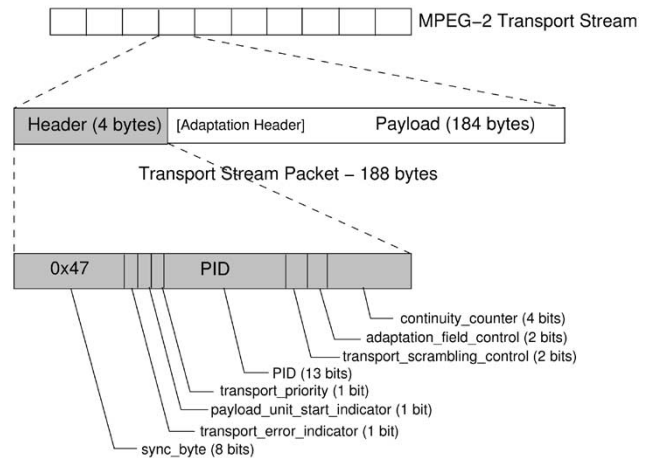 MPEG−2 Transport Stream
Header (4 bytes) [Adaptation Header] Payload (184 bytes)
Transport Stream Packet − 188 bytes
0x47 PID
continuity_counter (4 bits)
adaptation_field_control (2 bits)
transport_scrambling_control (2 bits)
PID (13 bits)
transport_priority (1 bit)
payload_unit_start_indicator (1 bit)
transport_error_indicator (1 bit)
sync_byte (8 bits)